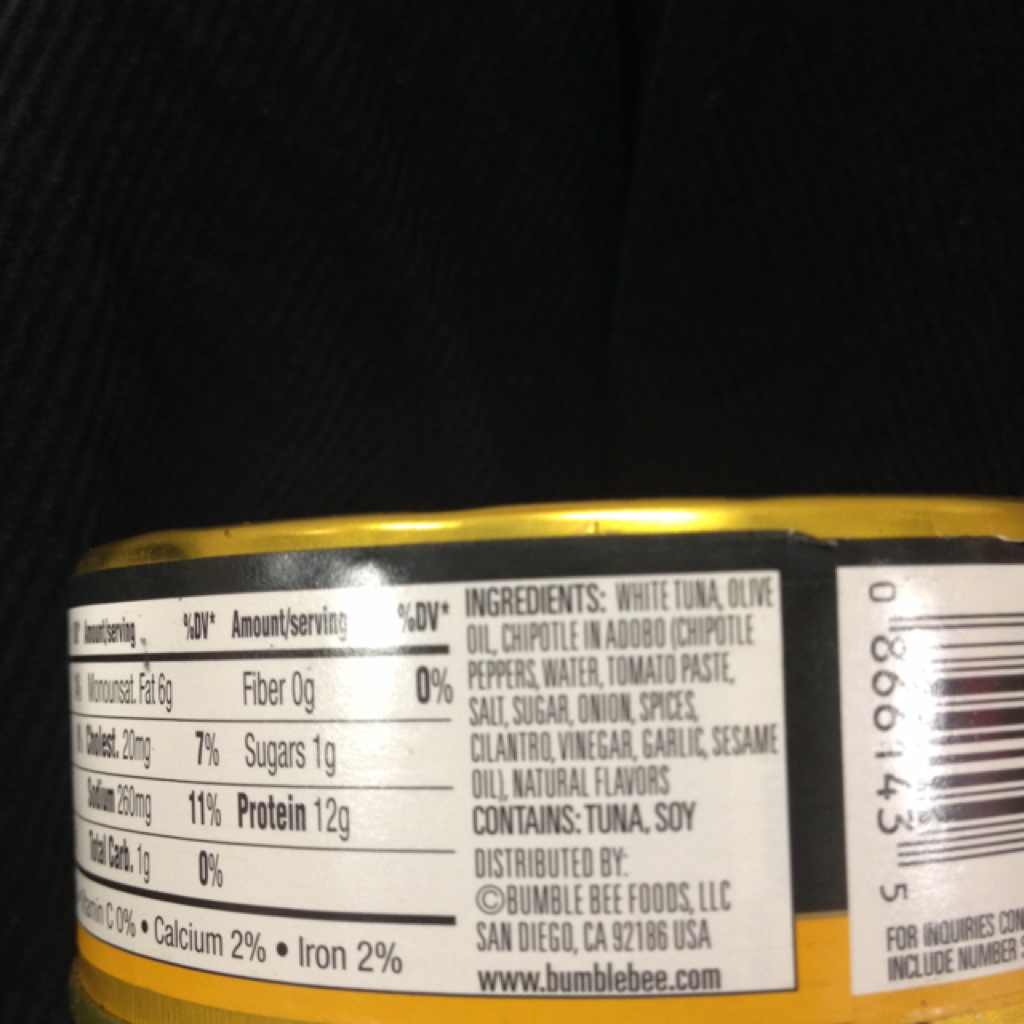 Amount/serving %DV* Amount/serving %DV*
Monounsat. Fat 6g Fiber 0g 0%
Cholest. 20mg 7% Sugars 1g
Sodium 260mg 11% Protein 12g
Total Carb. 1g 0%
C 0% • Calcium 2% • Iron 2%
INGREDIENTS: WHITE TUNA, OLIVE
OIL, CHIPOTLE IN ADOBO (CHIPOTLE
PEPPERS, WATER, TOMATO PASTE,
SALT, SUGAR, ONION, SPICES,
CILANTRO, VINEGAR, GARLIC, SESAME
OIL), NATURAL FLAVORS
CONTAINS: TUNA, SOY
DISTRIBUTED BY:
©BUMBLE BEE FOODS, LLC
SAN DIEGO, CA 92186 USA
www.bumblebee.com
0 86614 3 5
FOR INQUIRIES
INCLUDE NUMBER